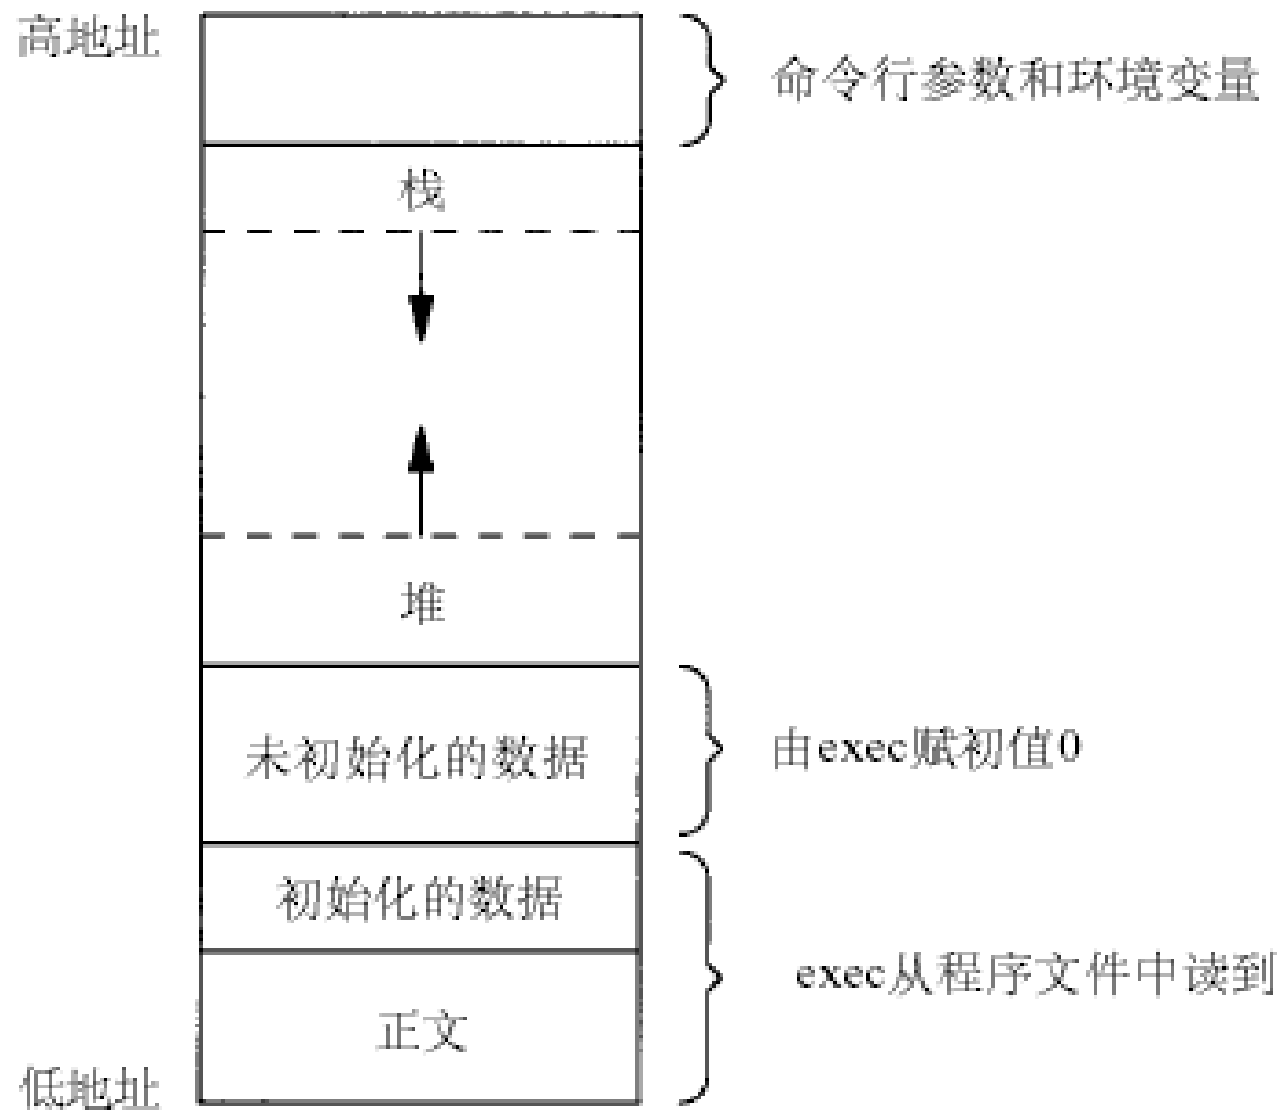 高地址
命令行参数和环境变量
栈
堆
未初始化的数据
由exec赋初值0
初始化的数据
exec从程序文件中读到
正文
低地址